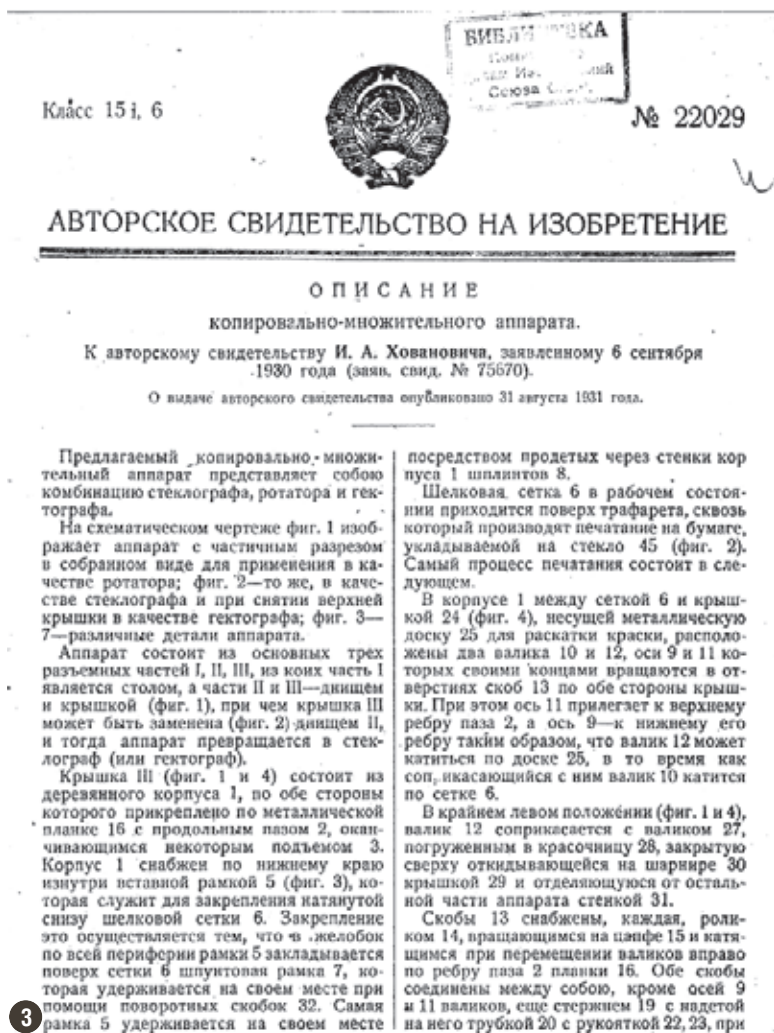 БИБЛ КА
Союза
Класс 15 i, 6
№ 22029
АВТОРСКОЕ СВИДЕТЕЛЬСТВО НА ИЗОБРЕТЕНИЕ
ОПИСАНИЕ
копировально-множительного аппарата.
К авторскому свидетельству И. А. Ховановича, заявленному 6 сентября
1930 года (заяв. свид. № 75670).
О выдаче авторского свидетельства опубликовано 31 августа 1931 года.
Предлагаемый копировально-множи-
тельный аппарат представляет собою
комбинацию стеклографа, ротатора и гек-
тографа.
На схематическом чертеже фиг. 1 изоб-
ражает аппарат с частичным разрезом
в собранном виде для применения в ка-
честве ротатора; фиг. 2—то же, в каче-
стве стеклографа и при снятии верхней
крышки в качестве гектографа; фиг. 3—
7—различные детали аппарата.
Аппарат состоит из основных трех
разъемных частей I, II, III, из коих часть I
является столом, а части II и III—днищем
и крышкой (фиг. 1), при чем крышка III
может быть заменена (фиг. 2) днищем II,
и тогда аппарат превращается в стек-
лограф (или гектограф).
Крышка III (фиг. 1 и 4) состоит из
деревянного корпуса 1, по обе стороны
которого прикреплено по металлической
планке 16 с продольным пазом 2, окан-
чивающимся некоторым подъемом 3.
Корпус 1 снабжен по нижнему краю
изнутри вставной рамкой 5 (фиг. 3), ко-
торая служит для закрепления натянутой
снизу шелковой сетки 6. Закрепление
это осуществляется тем, что в желобок
по всей периферии рамки 5 закладывается
поверх сетки 6 шпунтовая рамка 7, ко-
торая удерживается на своем месте при
помощи поворотных скобок 32. Самая
рамка 5 удерживается на своем месте
посредством продетых через стенки кор
пуса 1 шплинтов 8.
Шелковая сетка 6 в рабочем состоя-
нии приходится поверх трафарета, сквозь
который производят печатание на бумаге,
укладываемой на стекло 45 (фиг. 2).
Самый процесс печатания состоит в сле-
дующем.
В корпусе 1 между сеткой 6 и крыш-
кой 24 (фиг. 4), несущей металлическую
доску 25 для раскатки краски, располо-
жены два валика 10 и 12, оси 9 и 11 ко-
торых своими концами вращаются в от-
верстиях скоб 13 по обе стороны крыш-
ки. При этом ось 11 прилегает к верхнему
ребру паза 2, а ось 9—к нижнему его
ребру таким образом, что валик 12 может
катиться по доске 25, в то время как
соприкасающийся с ним валик 10 катится
по сетке 6.
В крайнем левом положении (фиг. 1 и 4),
валик 12 соприкасается с валиком 27,
погруженным в красочницу 28, закрытую
сверху откидывающейся на шарнире 30
крышкой 29 и отделяющуюся от осталь-
ной части аппарата стенкой 31.
Скобы 13 снабжены, каждая, роли-
ком 14, вращающимся на цапфе 15 и катя-
щимся при перемещении валиков вправо
по ребру паза 2 планки 16. Обе скобы
соединены между собою, кроме осей 9
и 11 валиков, еще стержнем 19 с надетой
на него трубкой 20 с рукояткой 22, 23, при
3